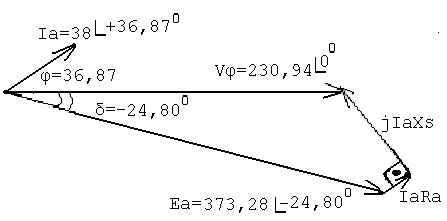 Ia=38∟+36,87⁰
φ=36,87
Vφ=230,94∟0⁰
δ=-24,80⁰
jIaXs
IaRa
Ea=373,28∟-24,80⁰